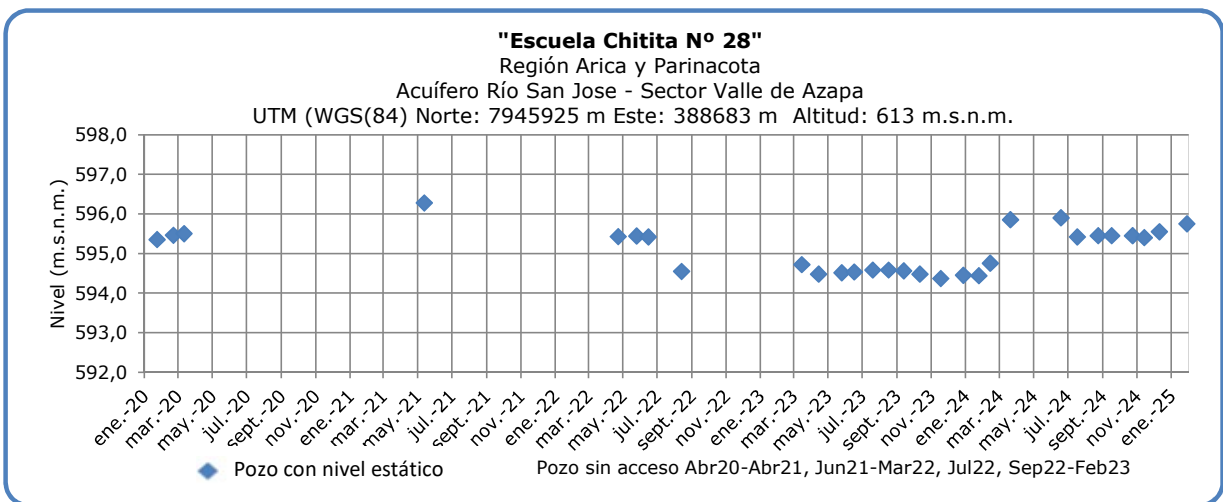 "Escuela Chitita Nº 28"
Región Arica y Parinacota
Acuífero Río San Jose - Sector Valle de Azapa
UTM (WGS(84) Norte: 7945925 m Este: 388683 m Altitud: 613 m.s.n.m.
Nivel (m.s.n.m.)
598,0
597,0
596,0
595,0
594,0
593,0
592,0
ene.-20
mar.-20
may.-20
jul.-20
sept.-20
nov.-20
ene.-21
mar.-21
may.-21
jul.-21
sept.-21
nov.-21
ene.-22
mar.-22
may.-22
jul.-22
sept.-22
nov.-22
ene.-23
mar.-23
may.-23
jul.-23
sept.-23
nov.-23
ene.-24
mar.-24
may.-24
jul.-24
sept.-24
nov.-24
ene.-25
Pozo con nivel estático
Pozo sin acceso Abr20-Abr21, Jun21-Mar22, Jul22, Sep22-Feb23